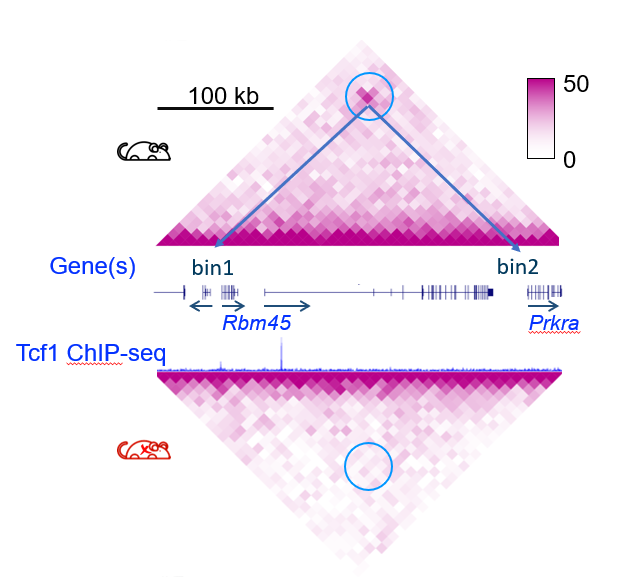 50
100 kb
0
Gene(s)
bin1
bin2
Rbm45
Prkra
Tcf1 ChIP-seq